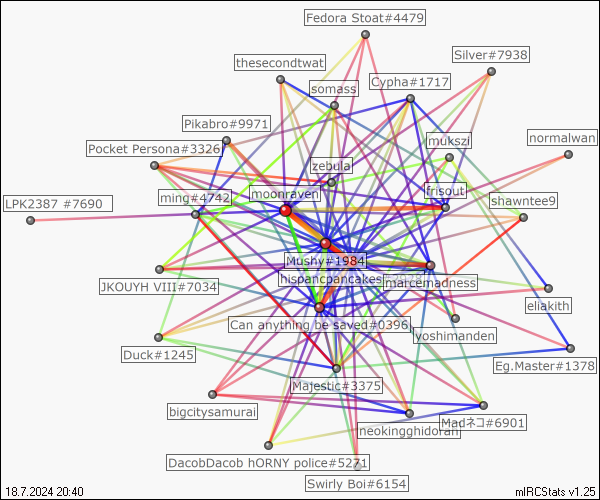 Fedora Stoat#4479
Silver#7938
thesecondtwat
somass
Cypha#1717
Pikabro#9971
mukszi
normalwan
Pocket Persona#3326
zebula
LPK2387 #7690
ming#4742
moonraven
frisout
shawntee9
Mushy#1984
hispancpancakes
marcemadness
JKOUYH VIII#7034
eliakith
Can anything be saved#0396
yoshimanden
Duck#1245
Eg.Master#1378
Majestic#3375
bigcitysamurai
neokingghidorah
Madネコ#6901
DacobDacob hORNY police#5271
Swirly Boi#6154
18.7.2024 20:40
mIRCStats v1.25